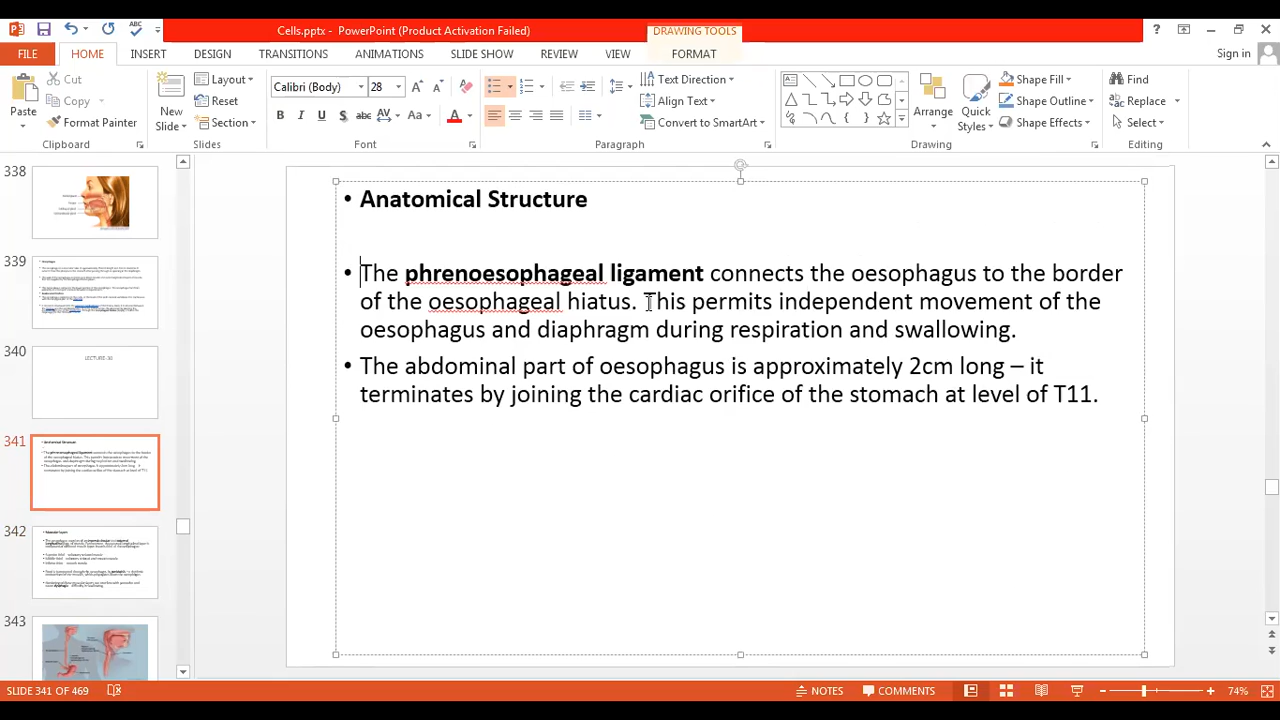 Cells.pptx - PowerPoint (Product Activation Failed)
DRAWING TOOLS
FILE HOME INSERT DESIGN TRANSITIONS ANIMATIONS SLIDE SHOW REVIEW VIEW FORMAT Sign in
Paste Cut Copy Format Painter
New Slide Layout Reset Section
Calibri (Body) 28
Text Direction Align Text Convert to SmartArt
Arrange Quick Styles Shape Fill Shape Outline Shape Effects
Find Replace Select
Clipboard Slides Font Paragraph Drawing Editing
338
339
340
LECTURE-36
341
342
343
• Anatomical Structure
• The phrenoesophageal ligament connects the oesophagus to the border
of the oesophageal hiatus. This permits independent movement of the
oesophagus and diaphragm during respiration and swallowing.
• The abdominal part of oesophagus is approximately 2cm long – it
terminates by joining the cardiac orifice of the stomach at level of T11.
SLIDE 341 OF 469 NOTES COMMENTS 74%